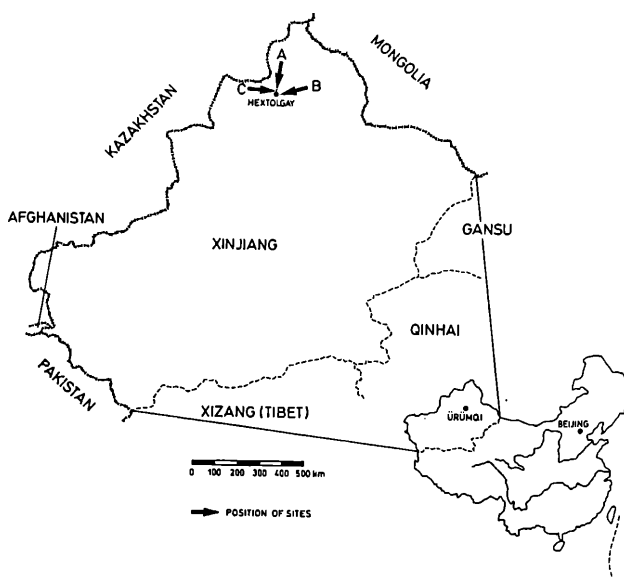 A
MONGOLIA
C
B
HEXTOLGAY
KAZAKHSTAN
AFGHANISTAN
XINJIANG
GANSU
QINHAI
PAKISTAN
XIZANG (TIBET)
ÜRÜMQI
BEIJING
0 100 200 300 400 500 km
POSITION OF SITES